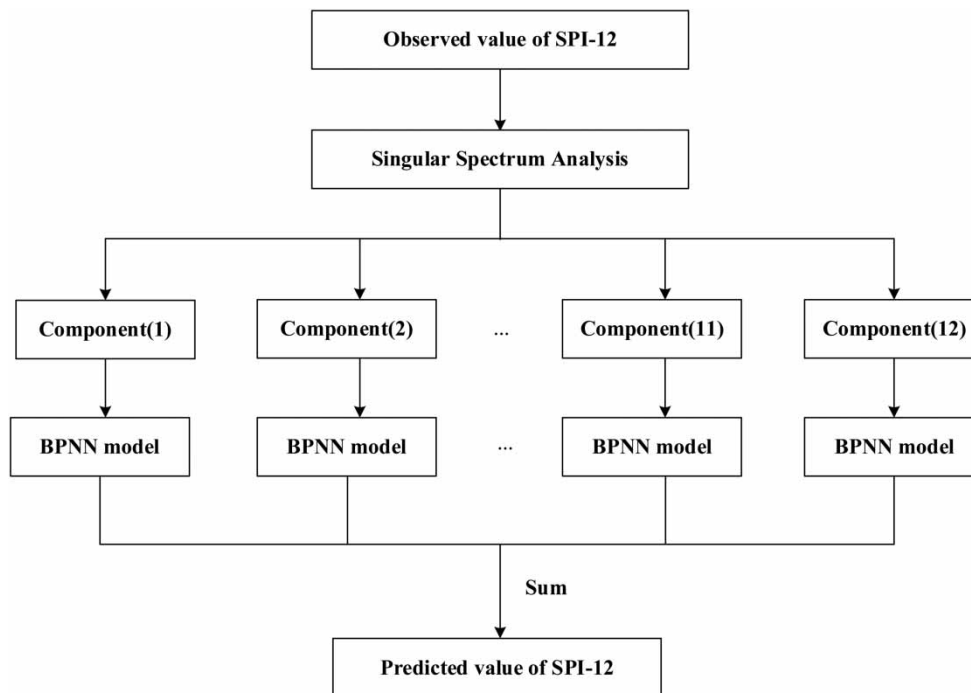 Observed value of SPI-12
Singular Spectrum Analysis
Component(1) Component(2) ... Component(11) Component(12)
BPNN model BPNN model ... BPNN model BPNN model
Sum
Predicted value of SPI-12